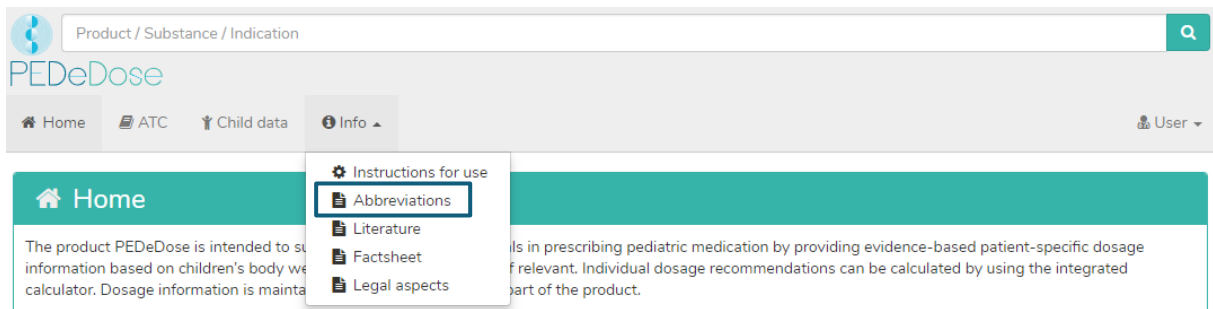 Product / Substance / Indication
PEDeDose
Home ATC Child data Info User
Instructions for use
Abbreviations
Literature
Factsheet
Legal aspects
Home
The product PEDeDose is intended to su ls in prescribing pediatric medication by providing evidence-based patient-specific dosage
information based on children's body we f relevant. Individual dosage recommendations can be calculated by using the integrated
calculator. Dosage information is mainta part of the product.